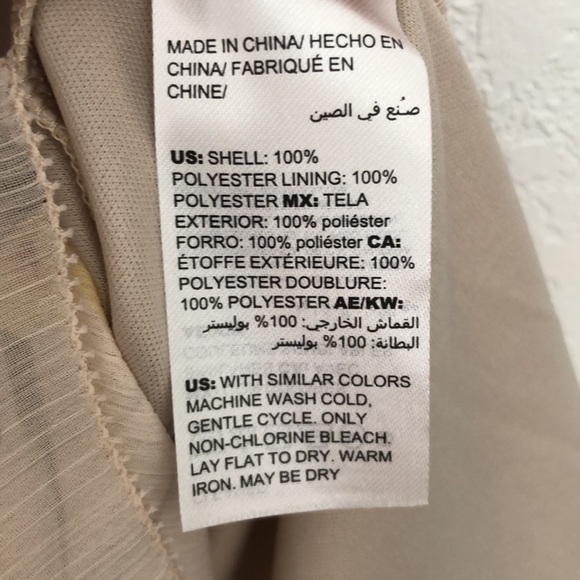 MADE IN CHINA/ HECHO EN
CHINA/ FABRIQUÉ EN
CHINE/
صُنع في الصين
US: SHELL: 100%
POLYESTER LINING: 100%
POLYESTER MX: TELA
EXTERIOR: 100% poliéster
FORRO: 100% poliéster CA:
ÉTOFFE EXTÉRIEURE: 100%
POLYESTER DOUBLURE:
100% POLYESTER AE/KW:
القماش الخارجي: 100% بوليستر
البطانة: 100% بوليستر
US: WITH SIMILAR COLORS
MACHINE WASH COLD,
GENTLE CYCLE. ONLY
NON-CHLORINE BLEACH.
LAY FLAT TO DRY. WARM
IRON. MAY BE DRY